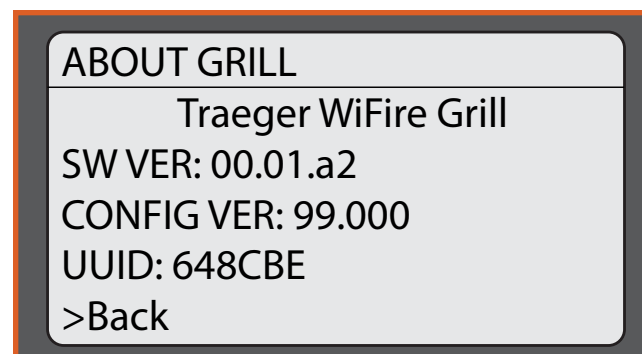 ABOUT GRILL
Traeger WiFire Grill
SW VER: 00.01.a2
CONFIG VER: 99.000
UUID: 648CBE
>Back